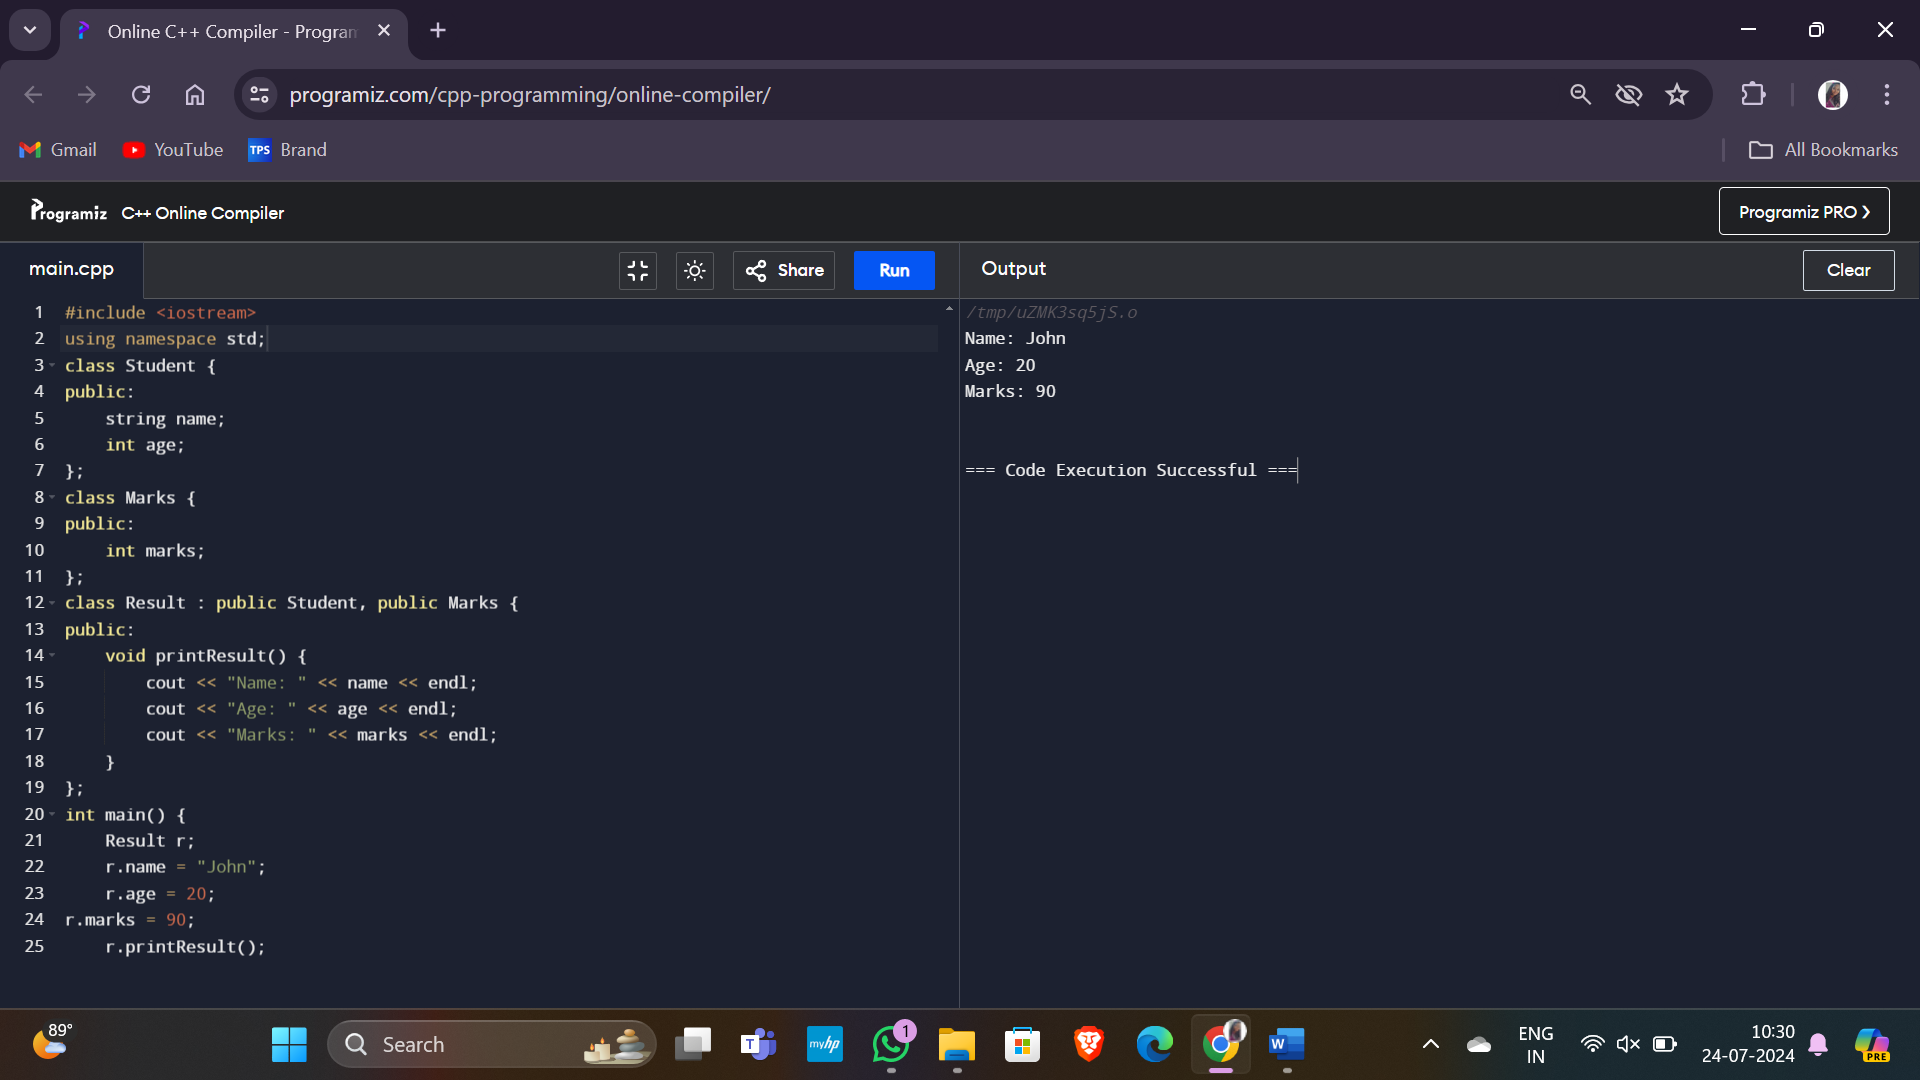 Online C++ Compiler - Program
programiz.com/cpp-programming/online-compiler/
Gmail
YouTube
TPS Brand
All Bookmarks
Programiz C++ Online Compiler
Programiz PRO ❯
main.cpp
Share
Run
Output
Clear
1 #include <iostream>
2 using namespace std;
3 class Student {
4 public:
5     string name;
6     int age;
7 };
8 class Marks {
9 public:
10     int marks;
11 };
12 class Result : public Student, public Marks {
13 public:
14     void printResult() {
15         cout << "Name: " << name << endl;
16         cout << "Age: " << age << endl;
17         cout << "Marks: " << marks << endl;
18     }
19 };
20 int main() {
21     Result r;
22     r.name = "John";
23     r.age = 20;
24 r.marks = 90;
25     r.printResult();
/tmp/uZMK3sq5jS.o
Name: John
Age: 20
Marks: 90
=== Code Execution Successful ===
89°
Search
T
myhp
1
W
ENG
IN
10:30
24-07-2024
PRE